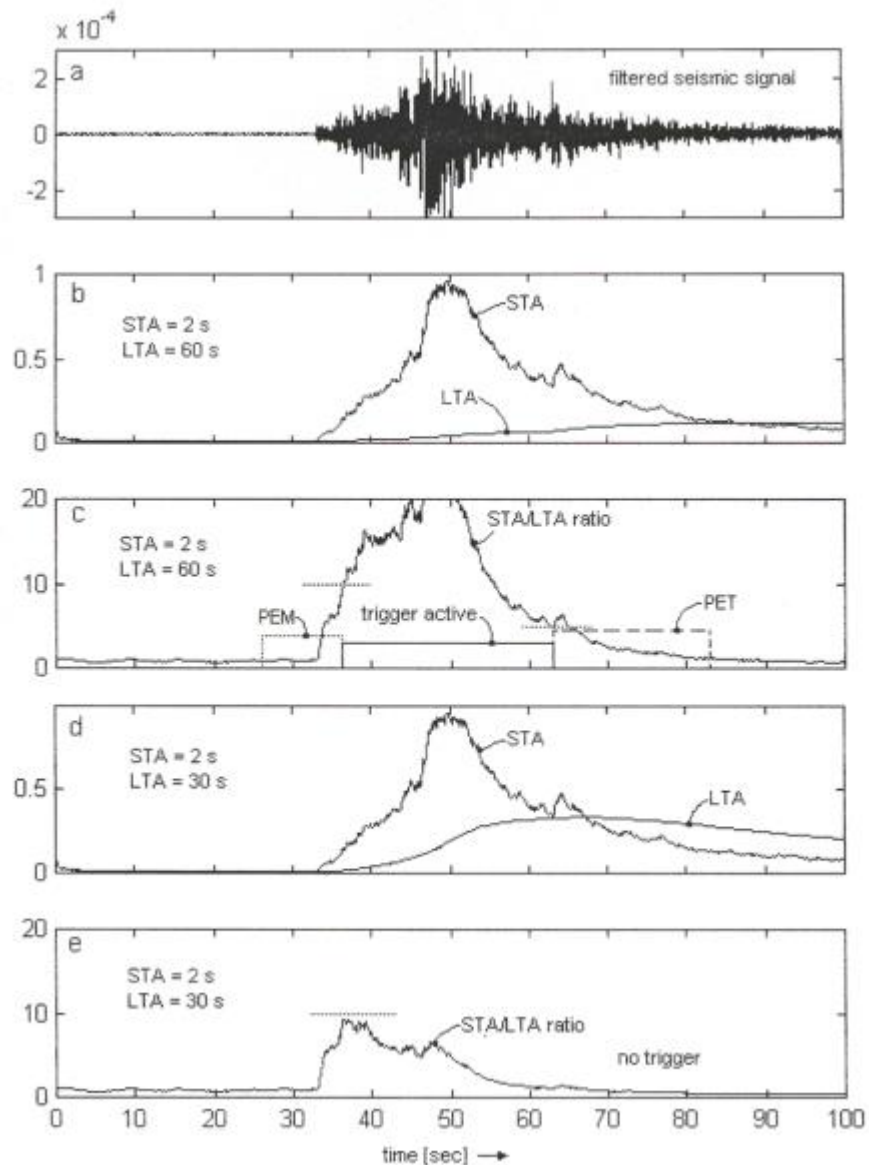 x 10⁻⁴
a
filtered seismic signal
2
0
-2
b
1
STA = 2 s
LTA = 60 s
STA
0.5
LTA
0
c
20
STA = 2 s
LTA = 60 s
STA/LTA ratio
10
PEM
trigger active
PET
0
d
STA = 2 s
LTA = 30 s
STA
0.5
LTA
0
e
20
STA = 2 s
LTA = 30 s
10
STA/LTA ratio
no trigger
0
0 10 20 30 40 50 60 70 80 90 100
time [sec]